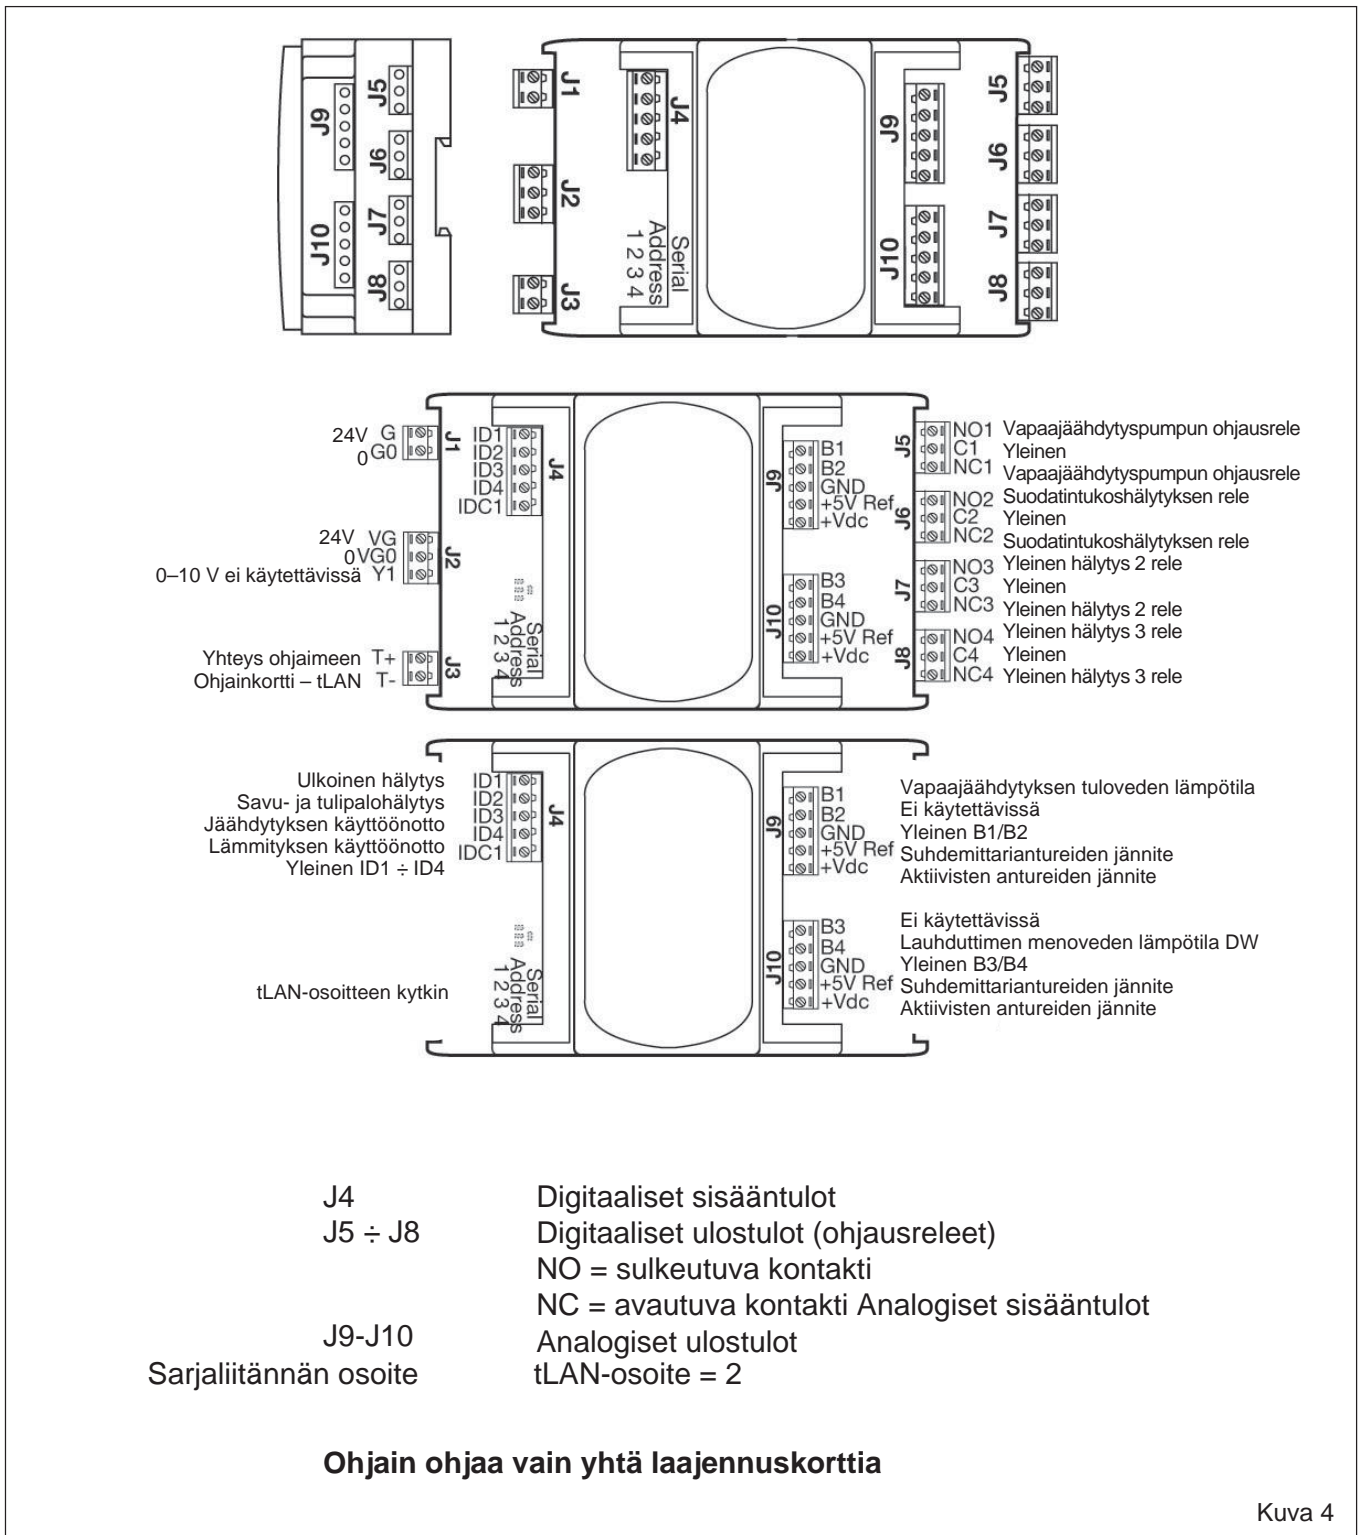 J9
J10
J5
J6
J7
J8
J1
J2
J3
J4
Serial
Address
1 2 3 4
J9
J10
J5
J6
J7
J8
24V G
0 G0
J1
24V VG
0 VG0
0–10 V ei käytettävissä Y1
J2
Yhteys ohjaimeen T+
Ohjainkortti – tLAN T-
J3
ID1
ID2
ID3
ID4
IDC1
J4
Serial
Address
1 2 3 4
J9
B1
B2
GND
+5V Ref
+Vdc
J10
B3
B4
GND
+5V Ref
+Vdc
J5
NO1 Vapaajäähdytyspumpun ohjausrele
C1 Yleinen
NC1 Vapaajäähdytyspumpun ohjausrele
J6
NO2 Suodatintukoshälytyksen rele
C2 Yleinen
NC2 Suodatintukoshälytyksen rele
J7
NO3 Yleinen hälytys 2 rele
C3 Yleinen
NC3 Yleinen hälytys 2 rele
J8
NO4 Yleinen hälytys 3 rele
C4 Yleinen
NC4 Yleinen hälytys 3 rele
Ulkoinen hälytys ID1
Savu- ja tulipalohälytys ID2
Jäähdytyksen käyttöönotto ID3
Lämmityksen käyttöönotto ID4
Yleinen ID1 ÷ ID4 IDC1
J4
tLAN-osoitteen kytkin
Serial
Address
1 2 3 4
J9
B1 Vapaajäähdytyksen tuloveden lämpötila
B2 Ei käytettävissä
GND Yleinen B1/B2
+5V Ref Suhdemittariantureiden jännite
+Vdc Aktiivisten antureiden jännite
J10
B3 Ei käytettävissä
B4 Lauhduttimen menoveden lämpötila DW
GND Yleinen B3/B4
+5V Ref Suhdemittariantureiden jännite
+Vdc Aktiivisten antureiden jännite
J4 Digitaaliset sisääntulot
J5 ÷ J8 Digitaaliset ulostulot (ohjausreleet)
NO = sulkeutuva kontakti
NC = avautuva kontakti Analogiset sisääntulot
J9-J10 Analogiset ulostulot
Sarjaliitännän osoite tLAN-osoite = 2
Ohjain ohjaa vain yhtä laajennuskorttia
Kuva 4